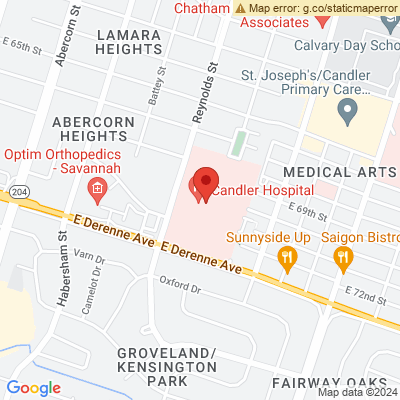 Map error: g.co/staticmaperror
Chatham
Associates
Calvary Day Scho
E 65th St
Abercorn St
LAMARA
HEIGHTS
Battey St
Reynolds St
St. Joseph's/Candler
Primary Care...
ABERCORN
HEIGHTS
Optim Orthopedics
- Savannah
MEDICAL ARTS
204
Candler Hospital
E 69th St
E Derenne Ave
E Derenne Ave
Sunnyside Up
Saigon Bistro
Habersham St
Varn Dr
Camelot Dr
Oxford Dr
E 72nd St
GROVELAND/
KENSINGTON
PARK
FAIRWAY OAKS
Google
Map data ©2024